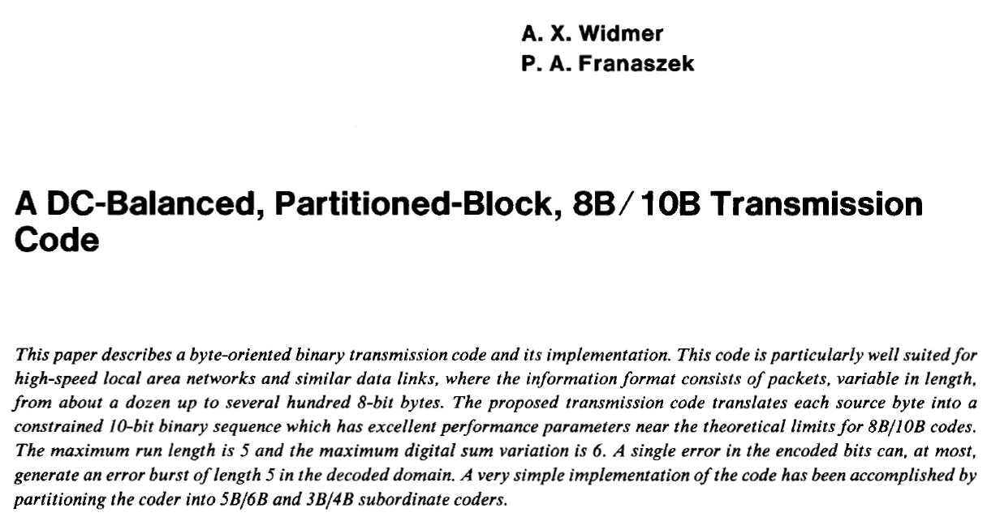 A. X. Widmer
P. A. Franaszek
A DC-Balanced, Partitioned-Block, 8B/10B Transmission
Code
This paper describes a byte-oriented binary transmission code and its implementation. This code is particularly well suited for
high-speed local area networks and similar data links, where the information format consists of packets, variable in length,
from about a dozen up to several hundred 8-bit bytes. The proposed transmission code translates each source byte into a
constrained 10-bit binary sequence which has excellent performance parameters near the theoretical limits for 8B/10B codes.
The maximum run length is 5 and the maximum digital sum variation is 6. A single error in the encoded bits can, at most,
generate an error burst of length 5 in the decoded domain. A very simple implementation of the code has been accomplished by
partitioning the coder into 5B/6B and 3B/4B subordinate coders.